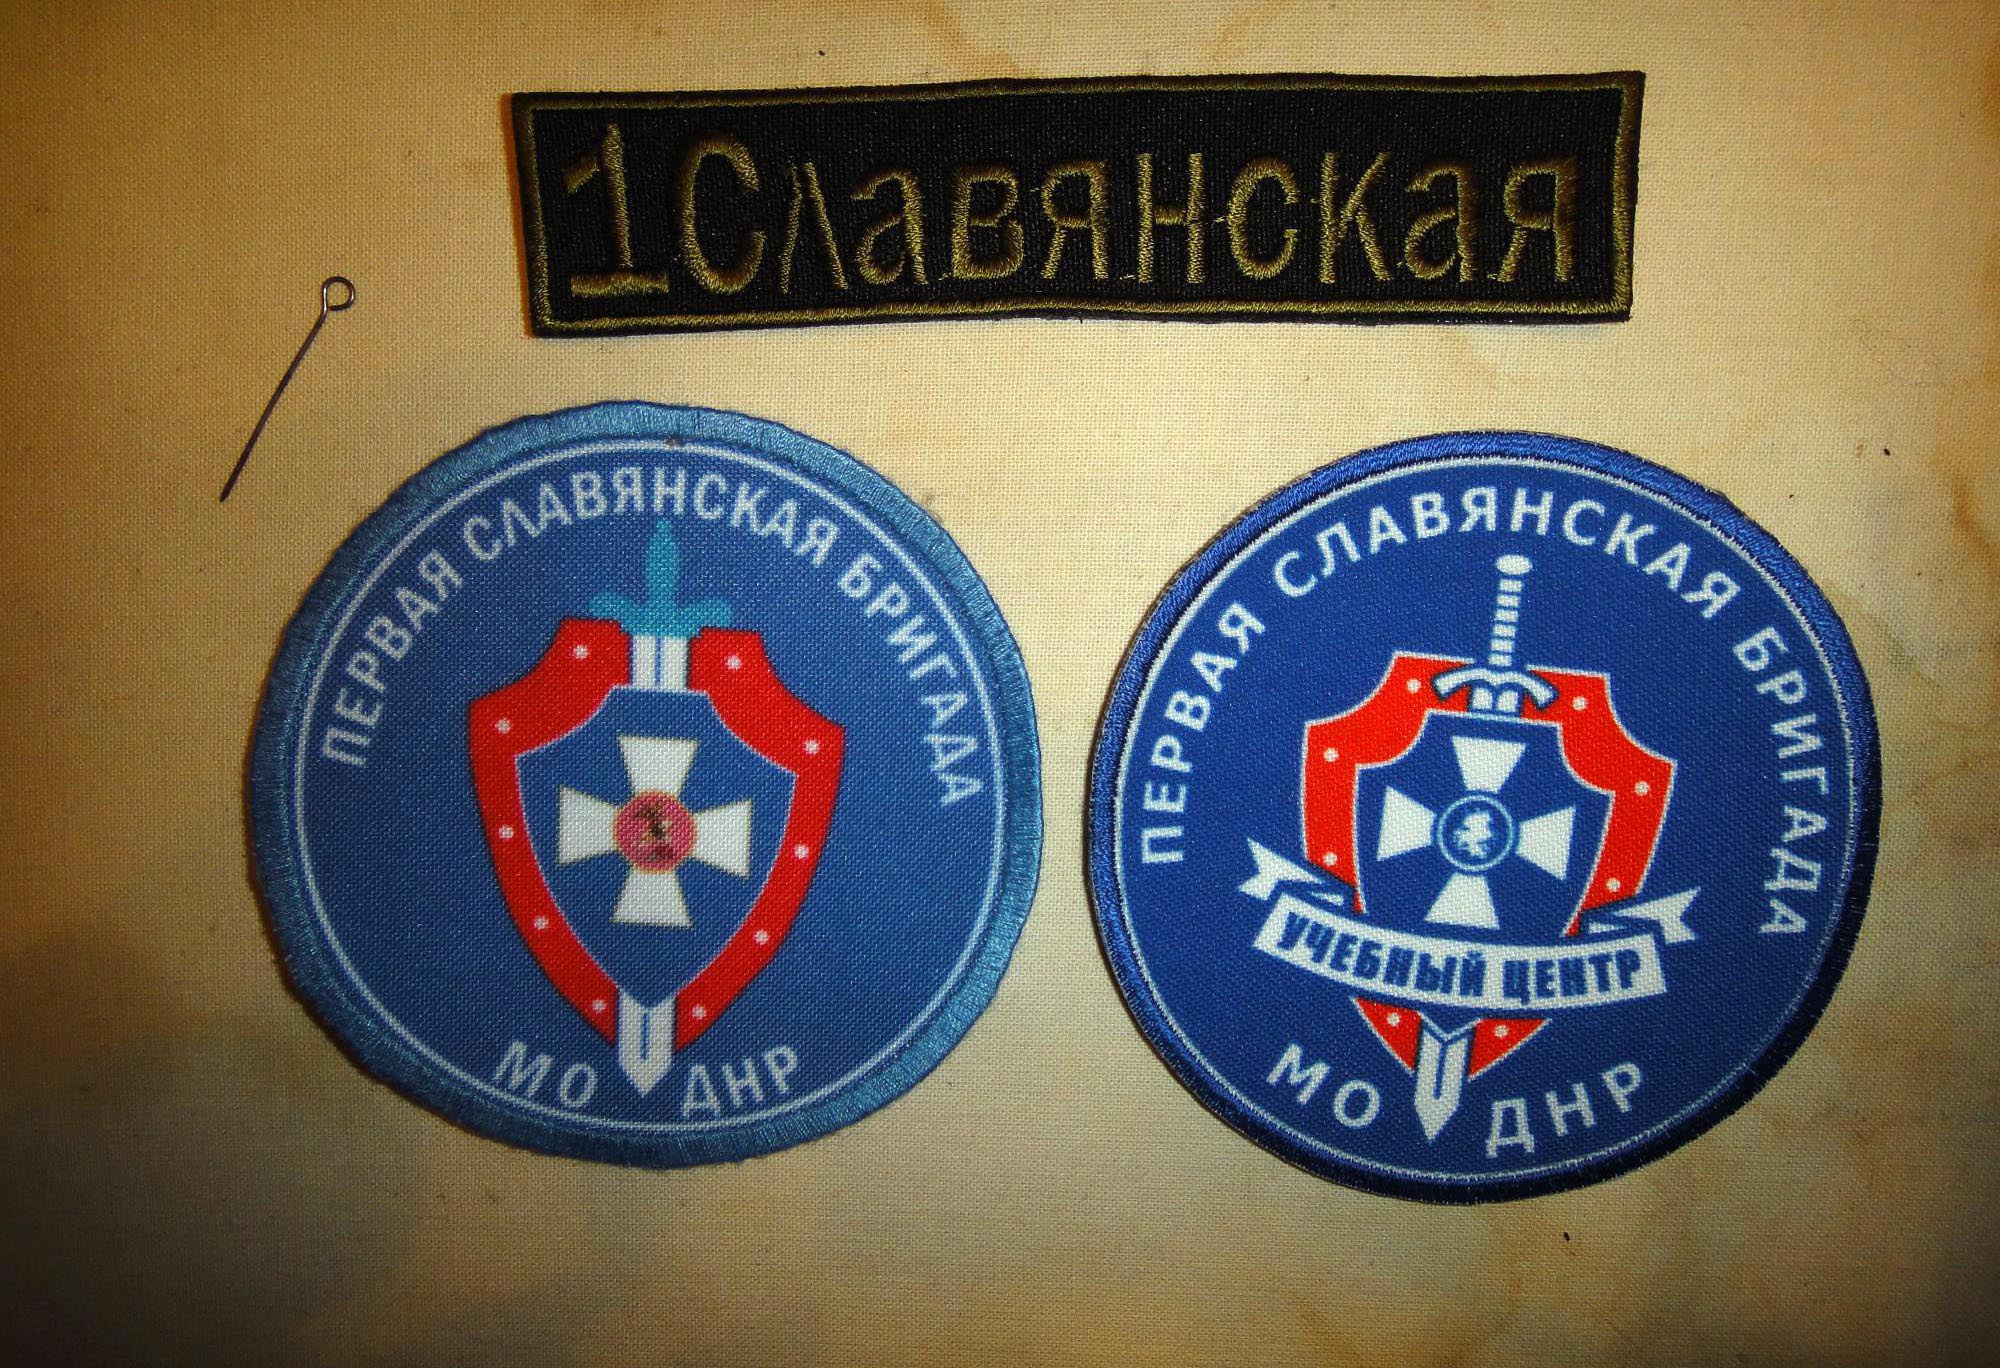 1Славянская
ПЕРВАЯ СЛАВЯНСКАЯ БРИГАДА
МО ДНР
ПЕРВАЯ СЛАВЯНСКАЯ БРИГАДА
УЧЕБНЫЙ ЦЕНТР
МО ДНР